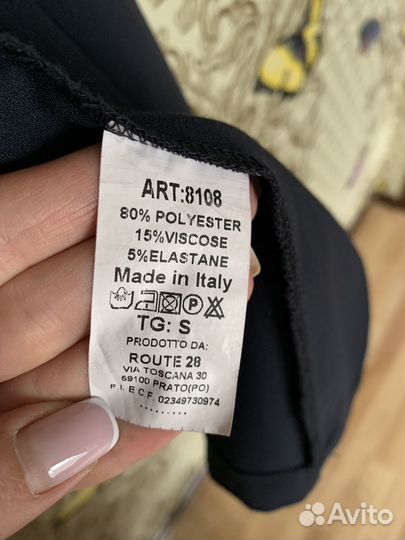 ART:8108
80% POLYESTER
15%VISCOSE
5%ELASTANE
Made in Italy
TG: S
PRODOTTO DA:
ROUTE 28
VIA TOSCANA 30
59100 PRATO(PO)
P.I E C.F. 02349730974
Avito